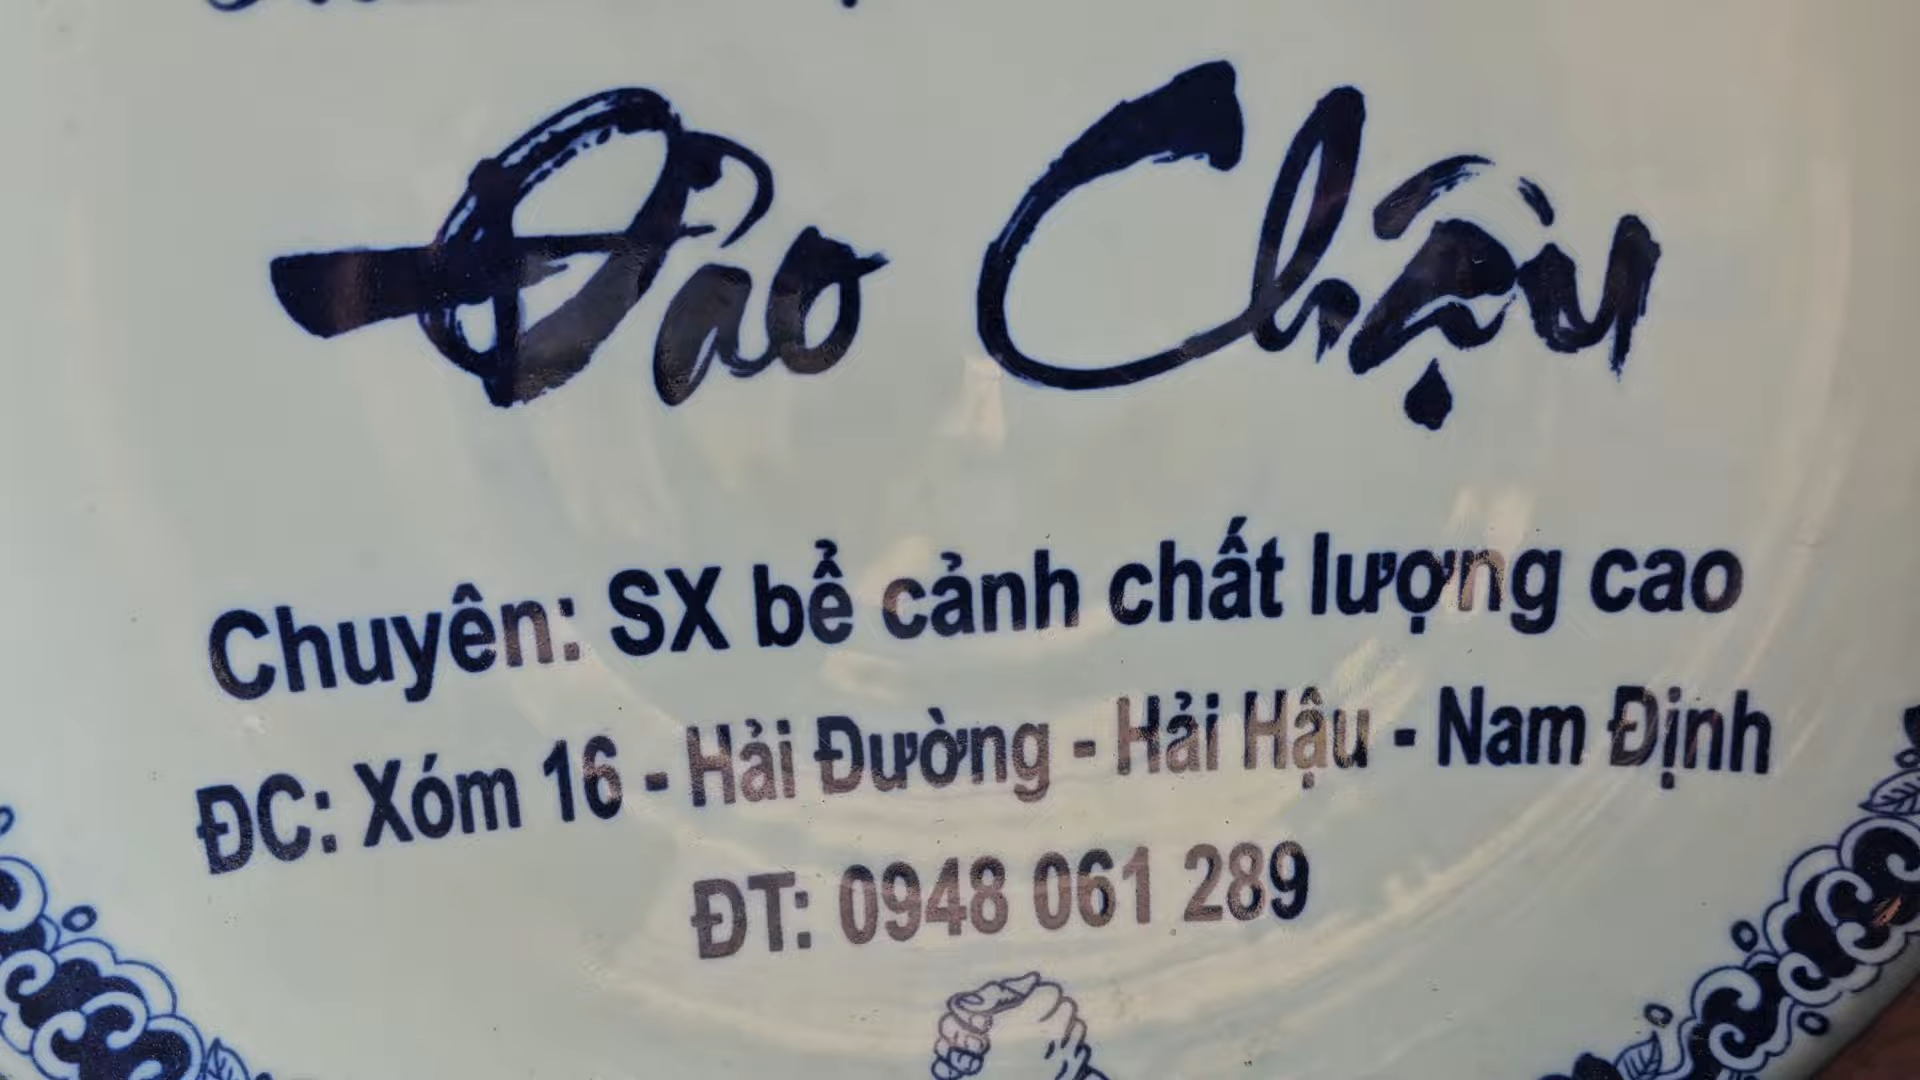 Đảo Chậu
Chuyên: SX bể cảnh chất lượng cao
ĐC: Xóm 16 - Hải Đường - Hải Hậu - Nam Định
ĐT: 0948 061 289